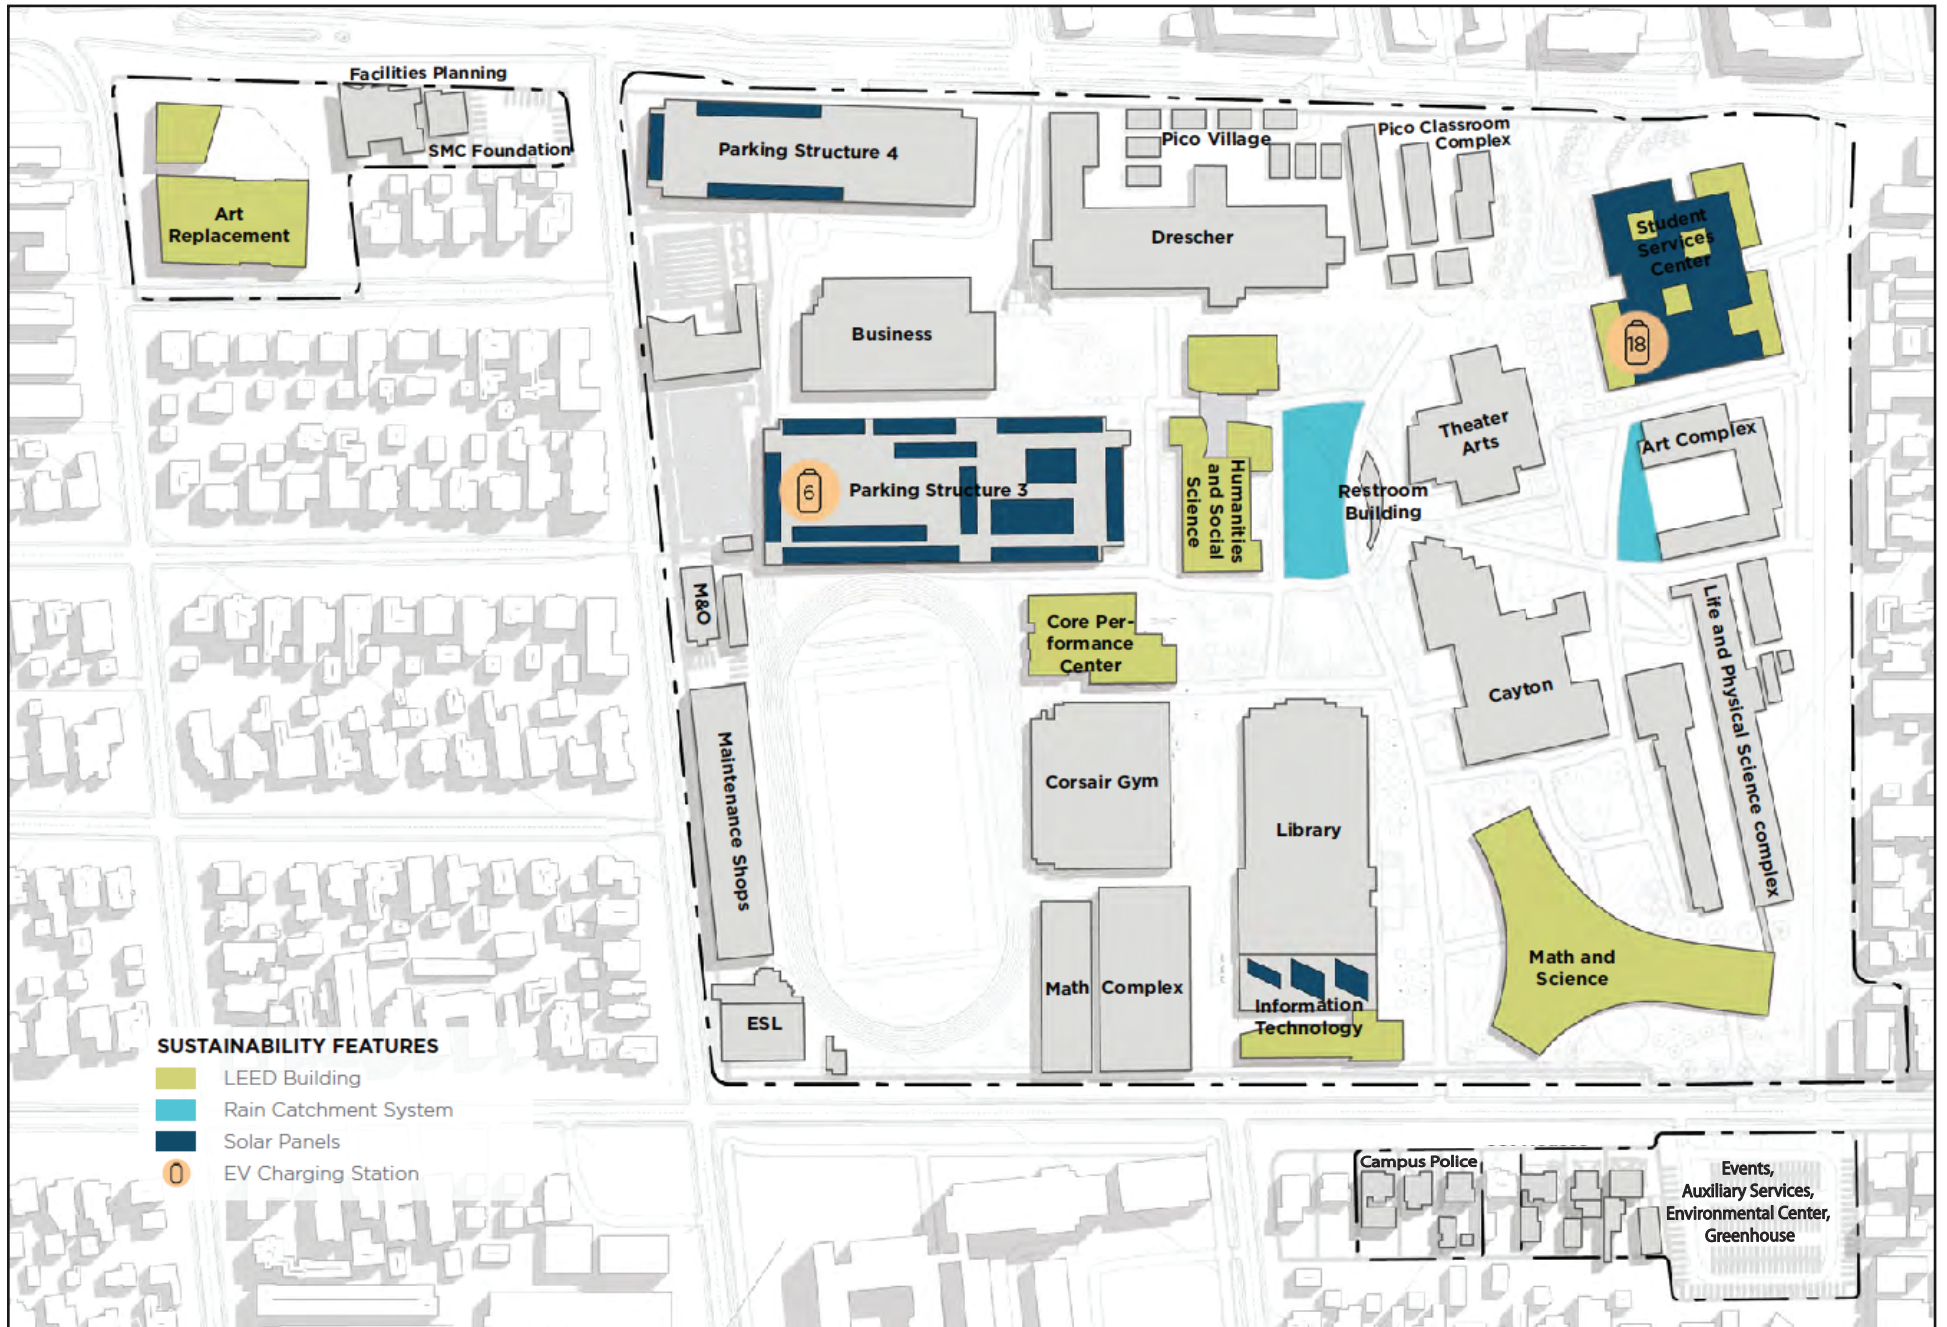 Facilities Planning
SMC Foundation
Art
Replacement
Parking Structure 4
Pico Village
Pico Classroom
Complex
Drescher
Student
Services
Center
18
Business
Theater
Arts
Art Complex
6
Parking Structure 3
Humanities
and Social
Science
Restroom
Building
M&O
Core Per-
formance
Center
Cayton
Life and Physical Science complex
Maintenance Shops
Corsair Gym
Library
Math and
Science
Math Complex
Information
Technology
ESL
SUSTAINABILITY FEATURES
LEED Building
Rain Catchment System
Solar Panels
EV Charging Station
Campus Police
Events,
Auxiliary Services,
Environmental Center,
Greenhouse